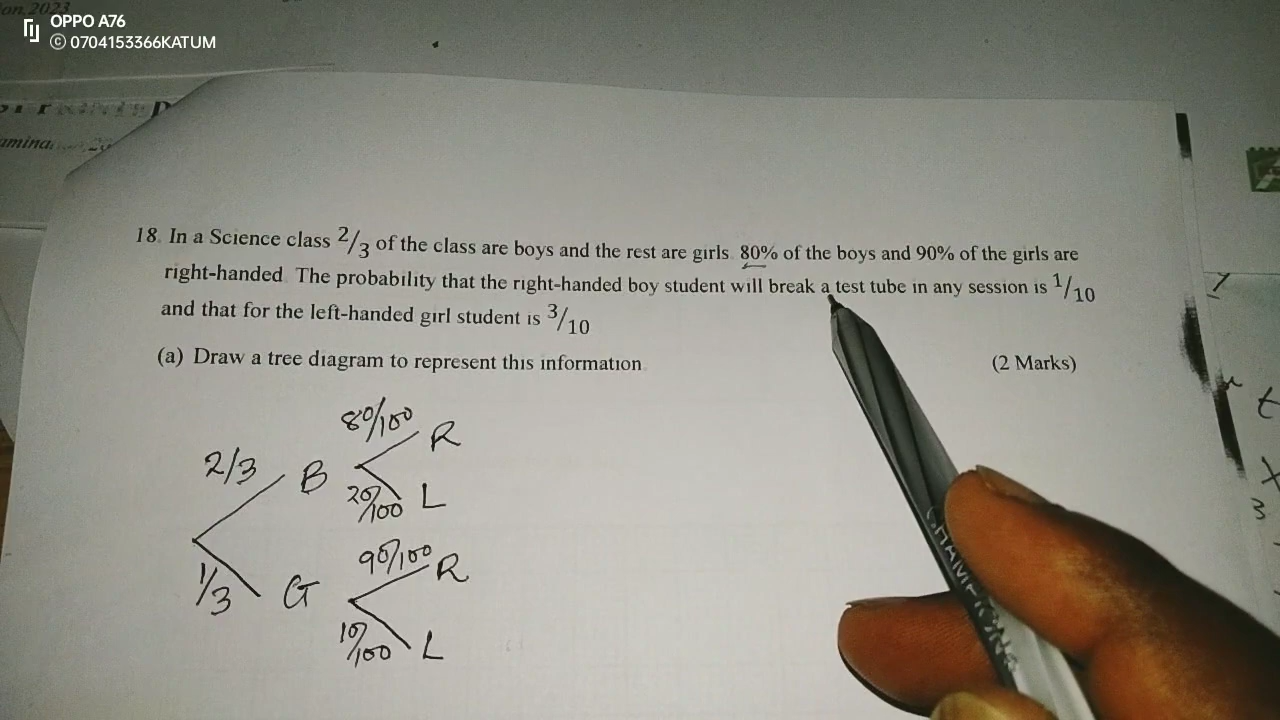 OPPO A76
© 0704153366KATUM
18. In a Science class 2/3 of the class are boys and the rest are girls. 80% of the boys and 90% of the girls are
right-handed. The probability that the right-handed boy student will break a test tube in any session is 1/10
and that for the left-handed girl student is 3/10
(a) Draw a tree diagram to represent this information (2 Marks)
80/100 R
2/3 B
20/100 L
90/100 R
1/3 G
10/100 L
CHAMPIONS